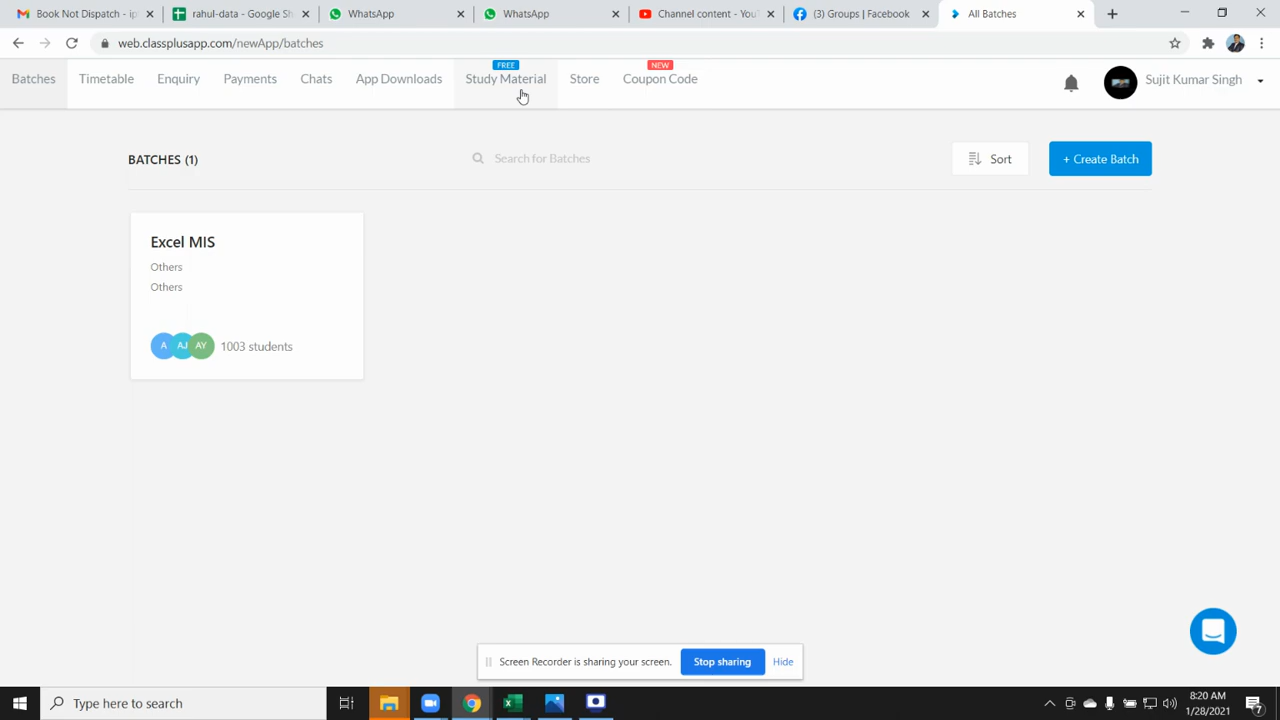 Book Not Dispatch - ip
rahul-data - Google Sh
WhatsApp
WhatsApp
Channel content - You
(3) Groups | Facebook
All Batches
web.classplusapp.com/newApp/batches
FREE
NEW
Batches
Timetable
Enquiry
Payments
Chats
App Downloads
Study Material
Store
Coupon Code
Sujit Kumar Singh
BATCHES (1)
Search for Batches
Sort
+ Create Batch
Excel MIS
Others
Others
A
AJ
AY
1003 students
Screen Recorder is sharing your screen.
Stop sharing
Hide
Type here to search
8:20 AM
1/28/2021
7